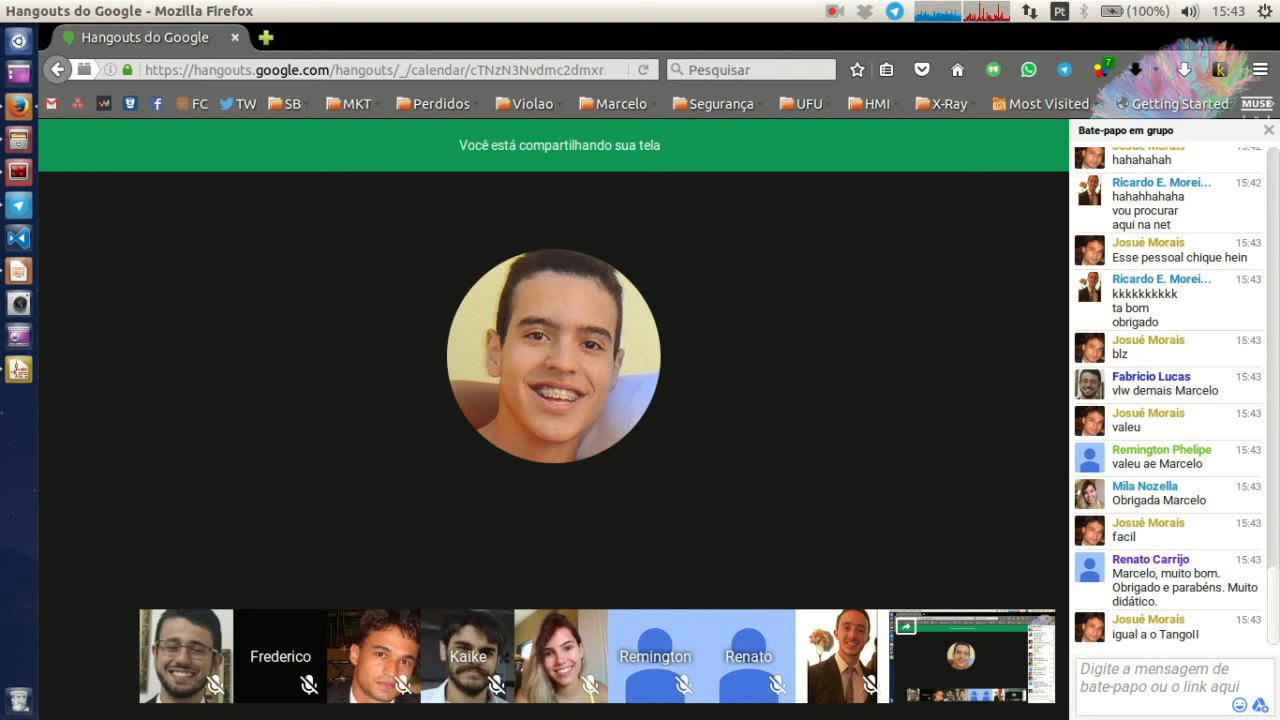 Hangouts do Google - Mozilla Firefox
Pt
(100%)
15:43
Hangouts do Google
https://hangouts.google.com/hangouts/_/calendar/cTNzN3Nvdmc2dmxr
Pesquisar
7
k
FC
TW
SB
MKT
Perdidos
Violao
Marcelo
Segurança
UFU
HMI
X-Ray
Most Visited
Getting Started
MUSE
Você está compartilhando sua tela
Bate-papo em grupo
Josué Morais 15:42
hahahahah
Ricardo E. Morei... 15:42
hahahhahaha
vou procurar
aqui na net
Josué Morais 15:43
Esse pessoal chique hein
Ricardo E. Morei... 15:43
kkkkkkkkkk
ta bom
obrigado
Josué Morais 15:43
blz
Fabricio Lucas 15:43
vlw demais Marcelo
Josué Morais 15:43
valeu
Remington Phelipe 15:43
valeu ae Marcelo
Mila Nozella 15:43
Obrigada Marcelo
Josué Morais 15:43
facil
Renato Carrijo 15:43
Marcelo, muito bom.
Obrigado e parabéns. Muito
didático.
Josué Morais 15:43
igual a o TangoII
Digite a mensagem de
bate-papo ou o link aqui
Frederico
Kaike
Remington
Renato